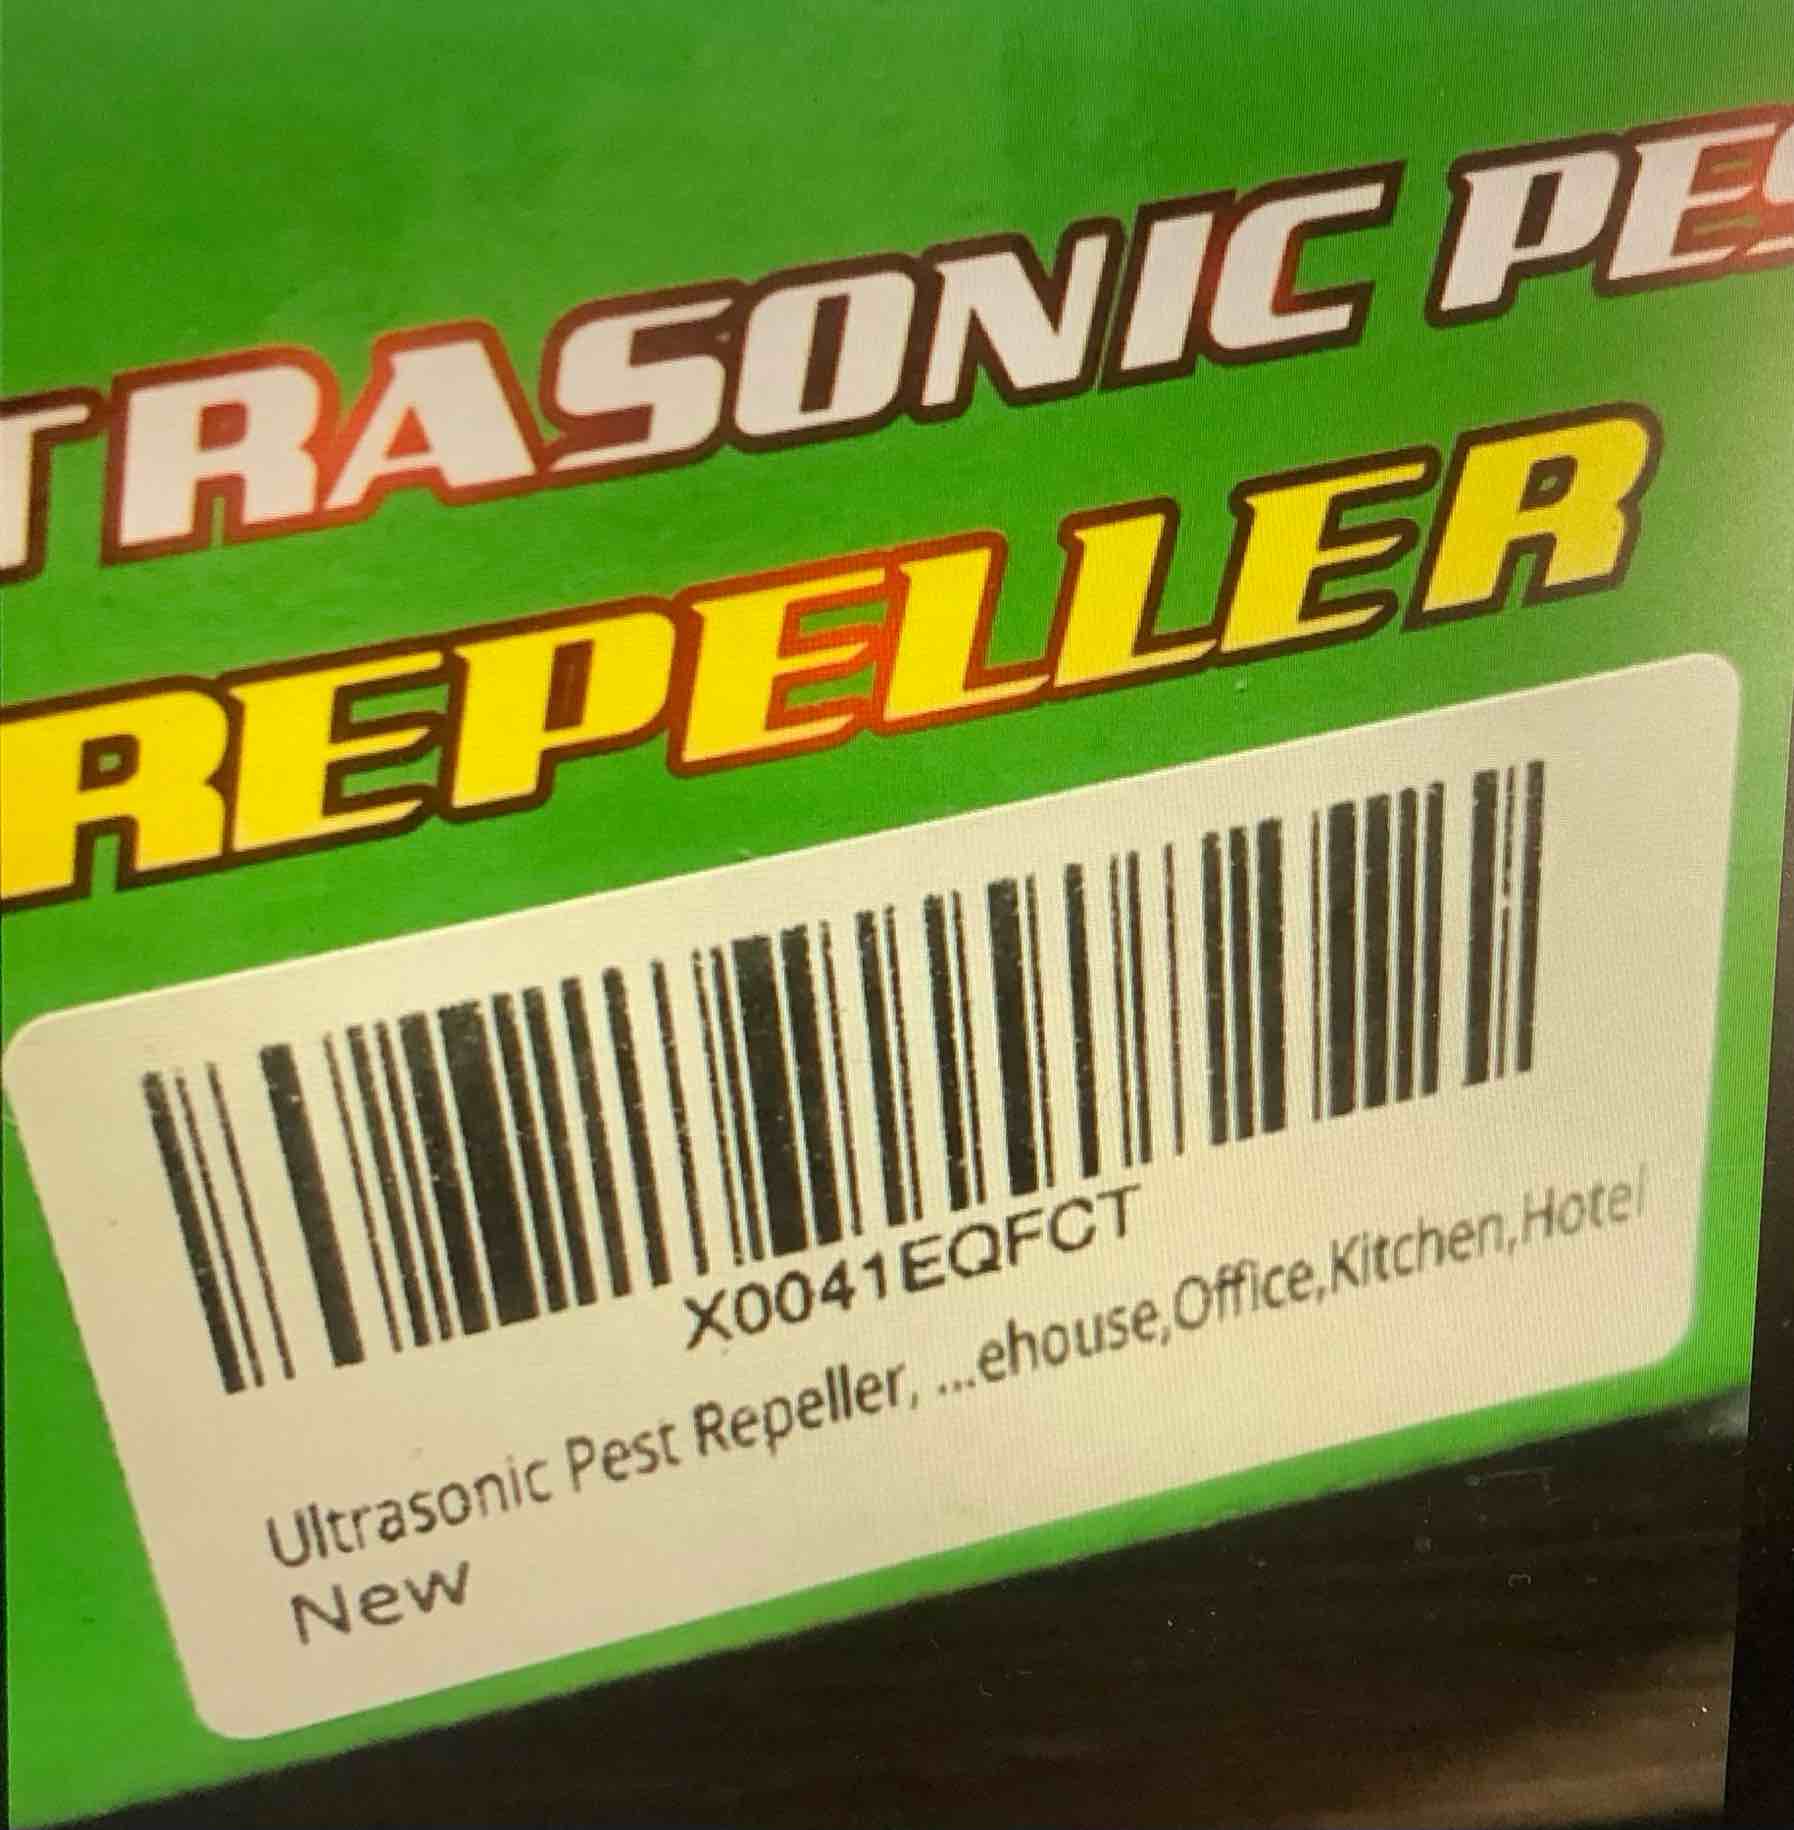 TRASONIC PES
REPELLER
X0041EQFCT
Ultrasonic Pest Repeller, ...ehouse,Office,Kitchen,Hotel
New